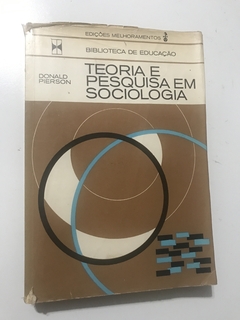 EDIÇÕES MELHORAMENTOS
BIBLIOTECA DE EDUCAÇÃO
DONALD
PIERSON
TEORIA E
PESQUISA EM
SOCIOLOGIA